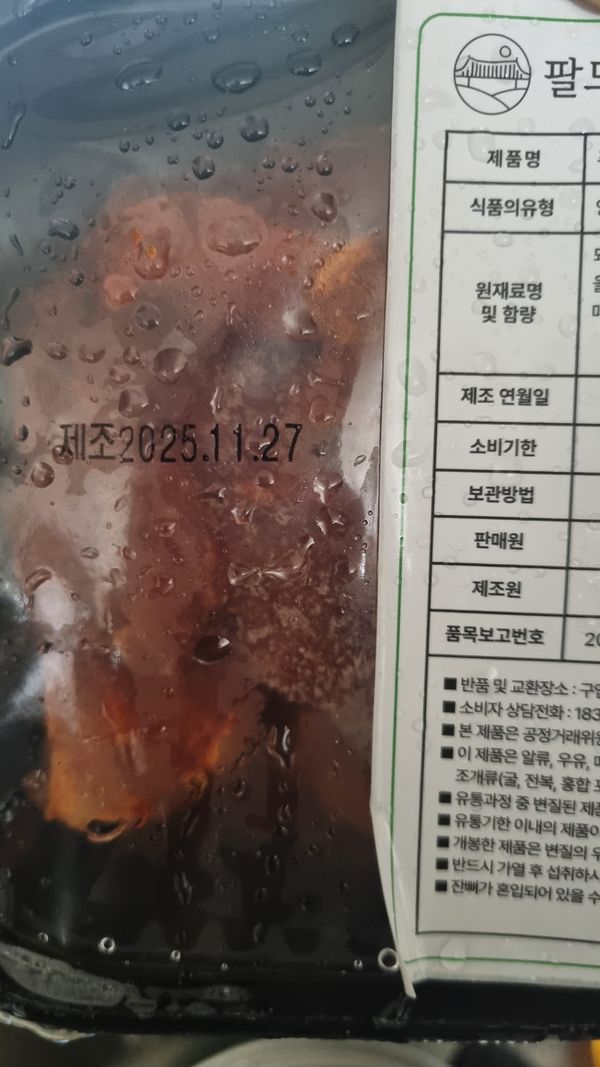 팔도
제품명
식품의유형
원재료명
및 함량
제조 연월일
제조2025.11.27
소비기한
보관방법
판매원
제조원
품목보고번호 20
■ 반품 및 교환장소 : 구입
■ 소비자 상담전화 : 183
■ 본 제품은 공정거래위원
■ 이 제품은 알류, 우유, 메
조개류(굴, 전복, 홍합 포
■ 유통과정 중 변질된 제품
■ 유통기한 이내의 제품이
■ 개봉한 제품은 변질의 우
■ 반드시 가열 후 섭취하시
■ 잔뼈가 혼입되어 있을 수